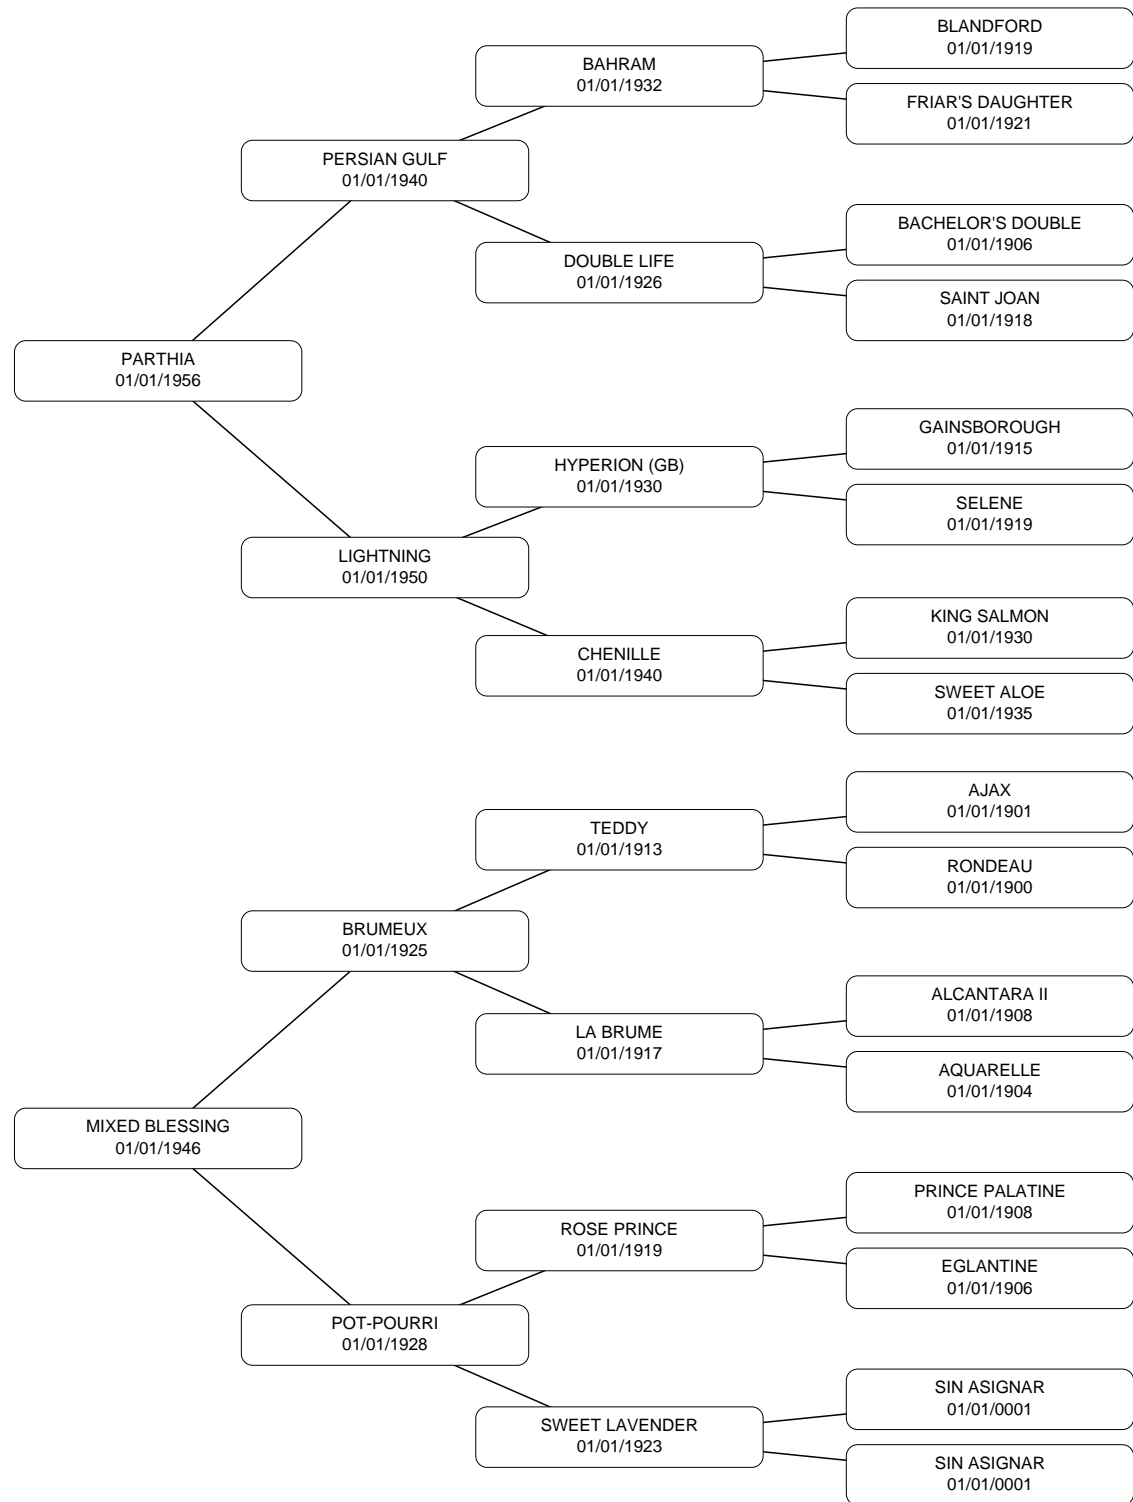 BLANDFORD
01/01/1919
BAHRAM
01/01/1932
FRIAR'S DAUGHTER
01/01/1921
PERSIAN GULF
01/01/1940
BACHELOR'S DOUBLE
01/01/1906
DOUBLE LIFE
01/01/1926
SAINT JOAN
01/01/1918
PARTHIA
01/01/1956
GAINSBOROUGH
01/01/1915
HYPERION (GB)
01/01/1930
SELENE
01/01/1919
LIGHTNING
01/01/1950
KING SALMON
01/01/1930
CHENILLE
01/01/1940
SWEET ALOE
01/01/1935
AJAX
01/01/1901
TEDDY
01/01/1913
RONDEAU
01/01/1900
BRUMEUX
01/01/1925
ALCANTARA II
01/01/1908
LA BRUME
01/01/1917
AQUARELLE
01/01/1904
MIXED BLESSING
01/01/1946
PRINCE PALATINE
01/01/1908
ROSE PRINCE
01/01/1919
EGLANTINE
01/01/1906
POT-POURRI
01/01/1928
SIN ASIGNAR
01/01/0001
SWEET LAVENDER
01/01/1923
SIN ASIGNAR
01/01/0001